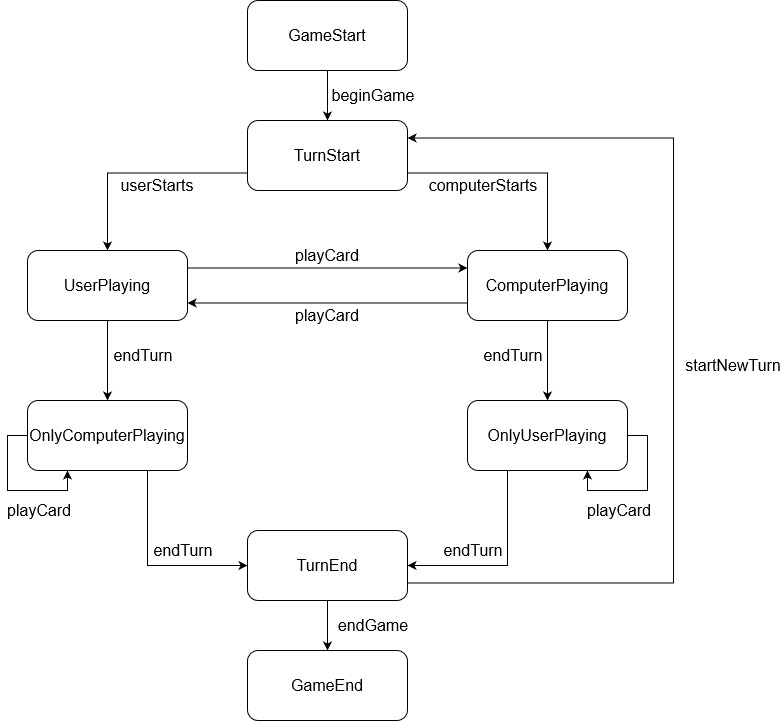 GameStart
beginGame
TurnStart
userStarts
computerStarts
playCard
UserPlaying
ComputerPlaying
playCard
endTurn
endTurn
startNewTurn
OnlyComputerPlaying
OnlyUserPlaying
playCard
playCard
endTurn
endTurn
TurnEnd
endGame
GameEnd